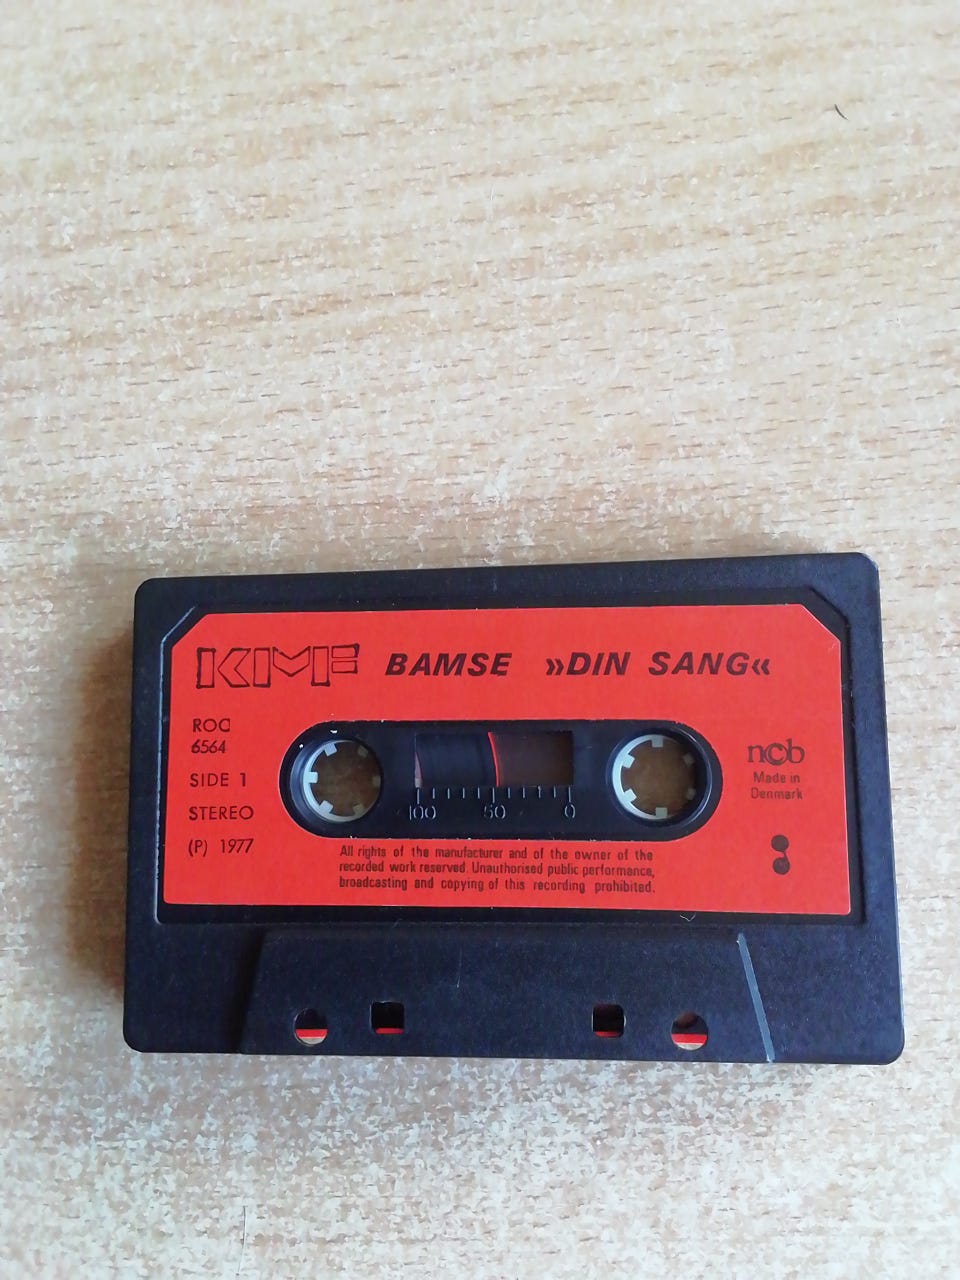 KMF BAMSE »DIN SANG«
ROC
6564
SIDE 1
STEREO
(P) 1977
100 50 0
ncb
Made in
Denmark
All rights of the manufacturer and of the owner of the
recorded work reserved. Unauthorised public performance,
broadcasting and copying of this recording prohibited.